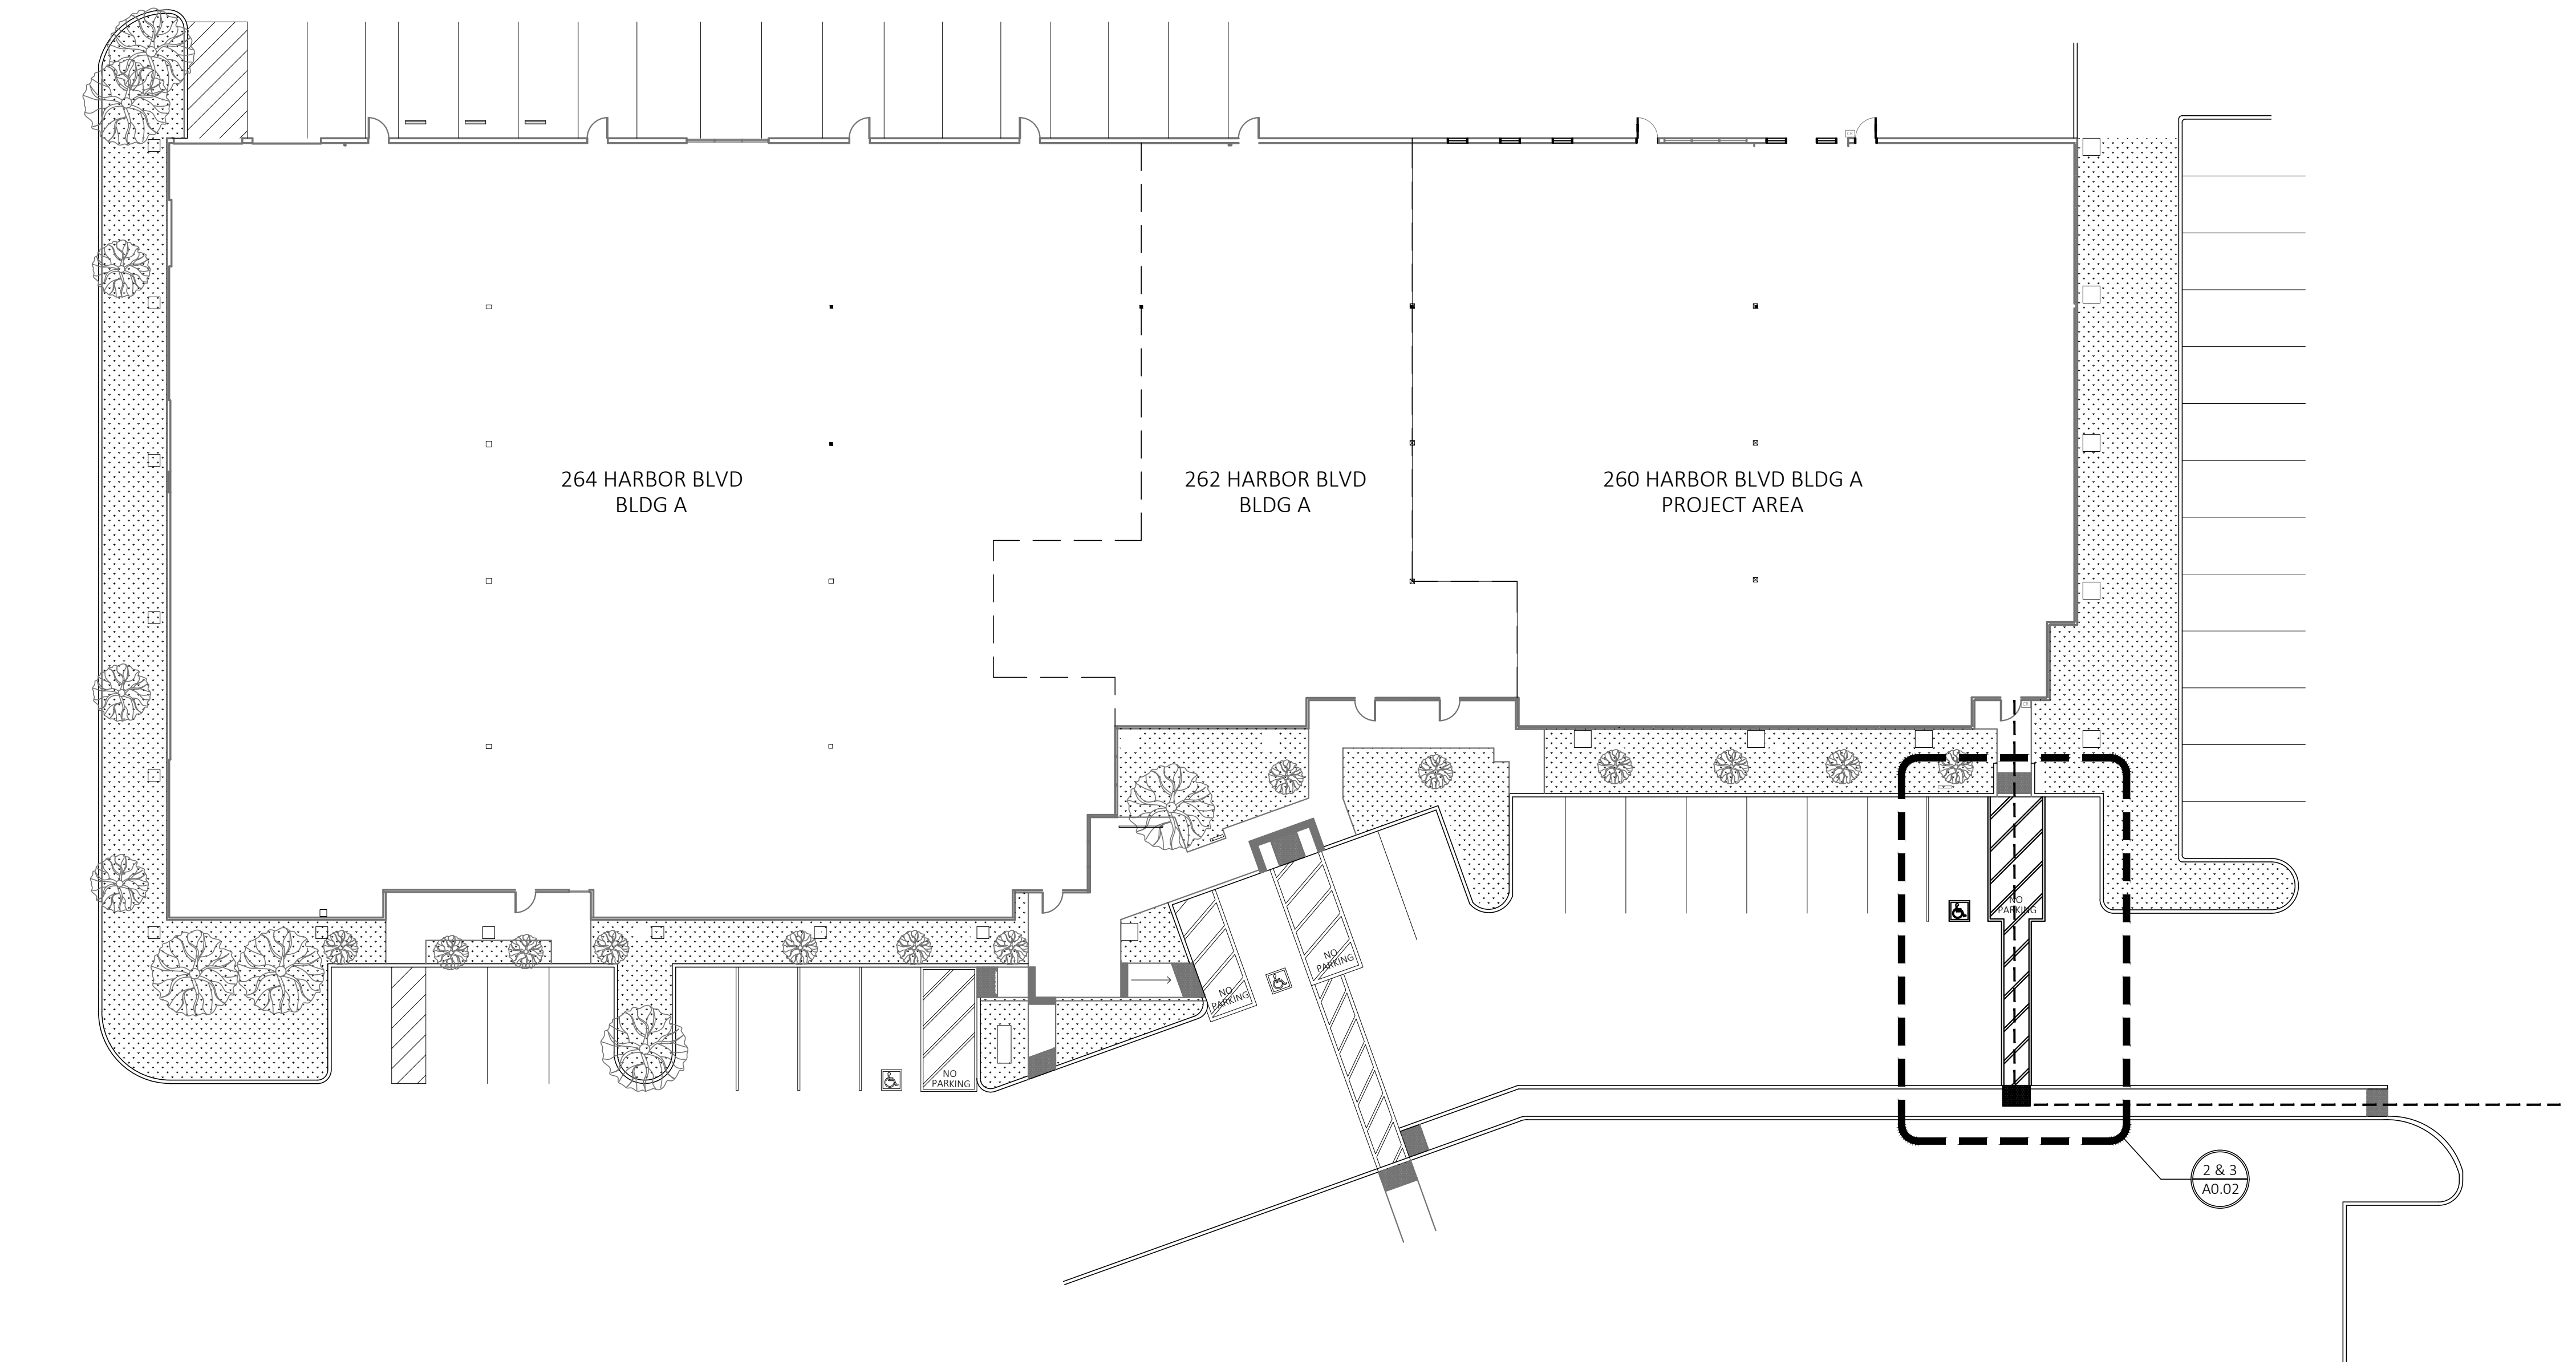 264 HARBOR BLVD
BLDG A
262 HARBOR BLVD
BLDG A
260 HARBOR BLVD BLDG A
PROJECT AREA
NO
PARKING
NO
PARKING
NO
PARKING
NO
PARKING
2 & 3
A0.02